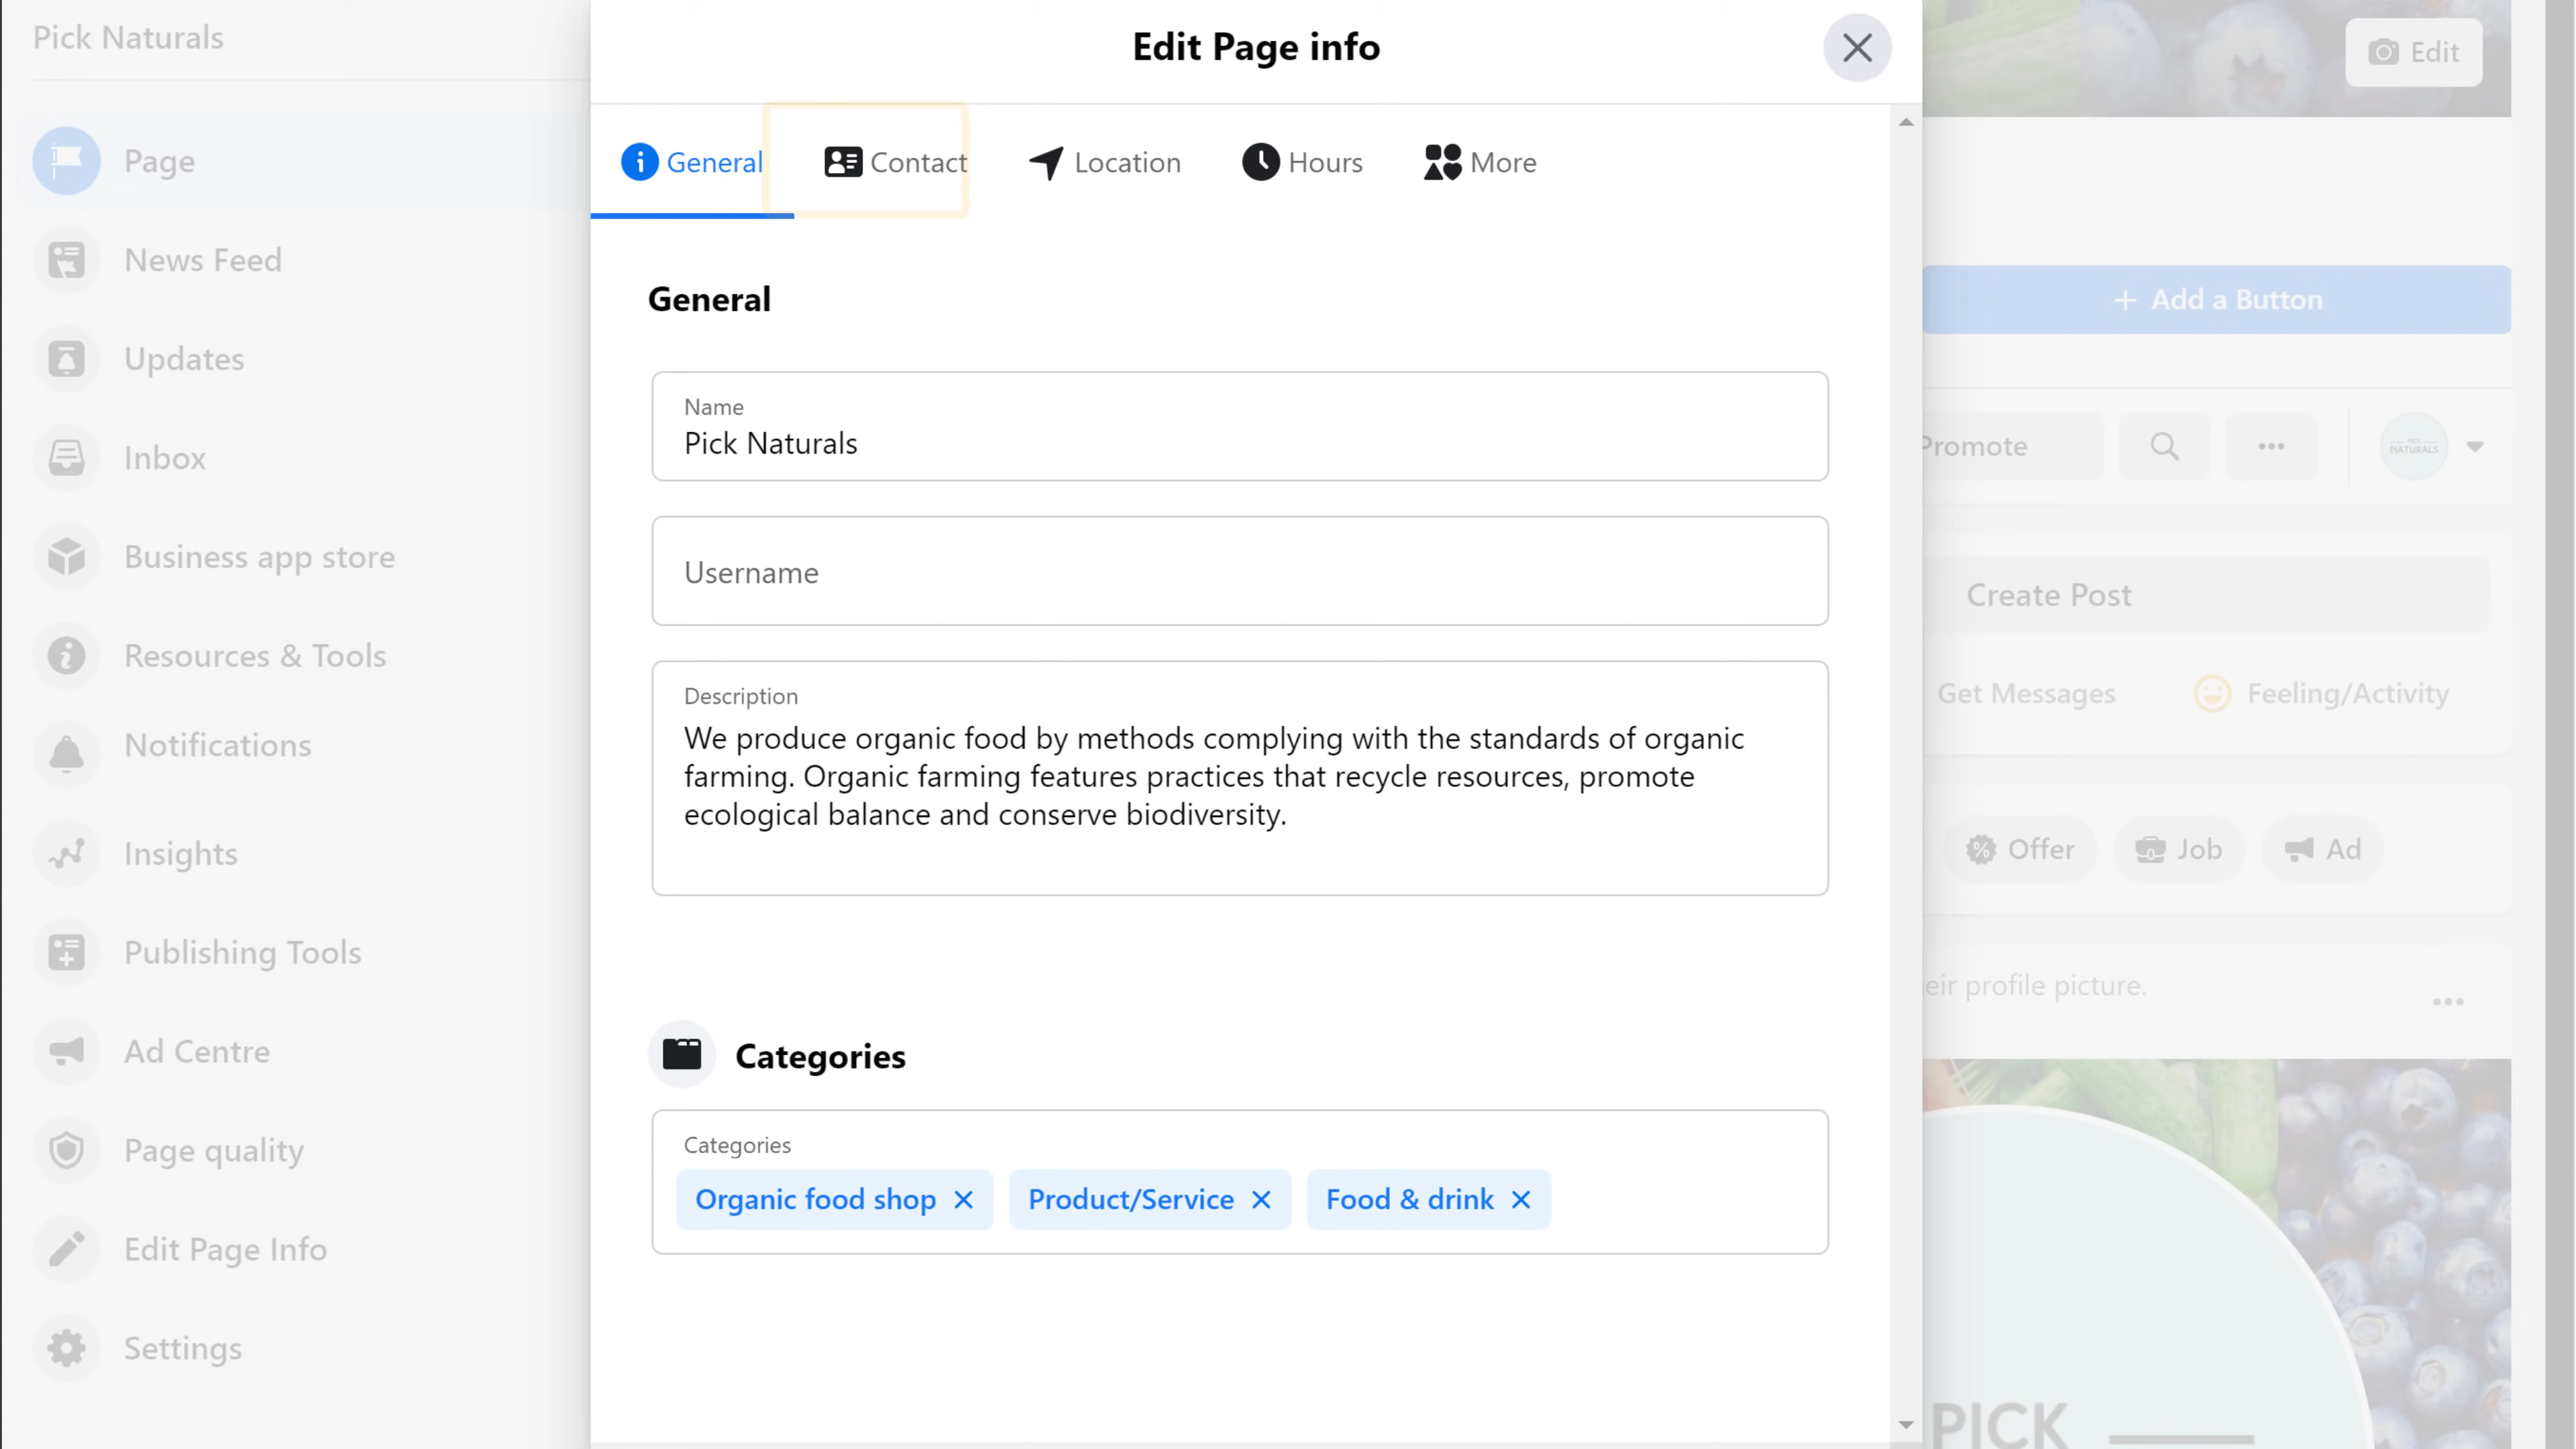 Pick Naturals
Page
News Feed
Updates
Inbox
Business app store
Resources & Tools
Notifications
Insights
Publishing Tools
Ad Centre
Page quality
Edit Page Info
Settings
Edit Page info
General
Contact
Location
Hours
More
General
Name
Pick Naturals
Username
Description
We produce organic food by methods complying with the standards of organic
farming. Organic farming features practices that recycle resources, promote
ecological balance and conserve biodiversity.
Categories
Categories
Organic food shop
Product/Service
Food & drink
Edit
+ Add a Button
Promote
PICK
NATURALS
Create Post
Get Messages
Feeling/Activity
Offer
Job
Ad
eir profile picture.
PICK